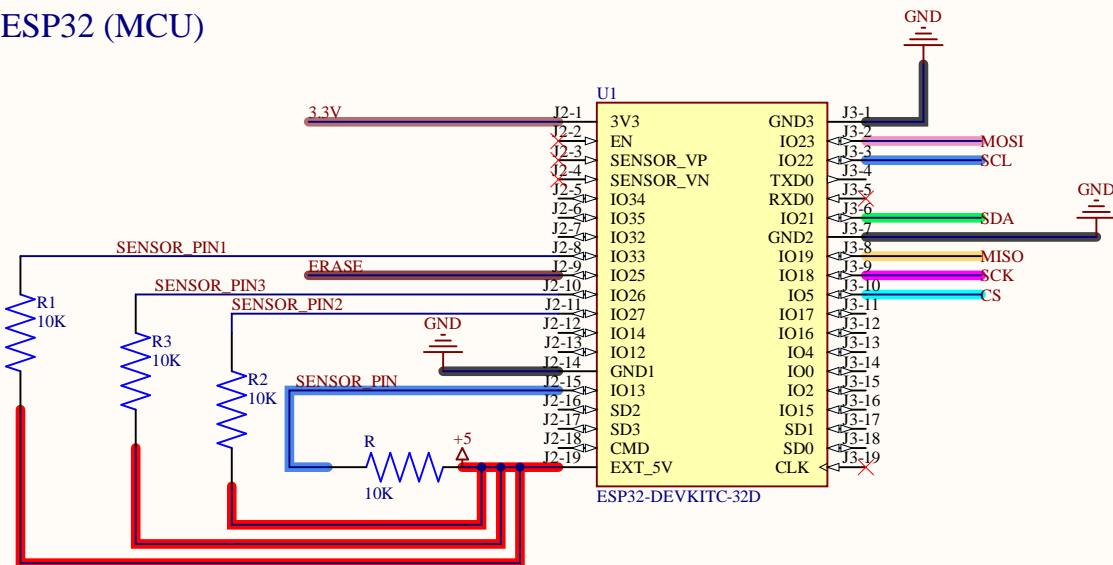 ESP32 (MCU)
GND
U1
3.3V
J2-1
3V3
GND3
J3-1
J2-2
EN
IO23
J3-2
MOSI
J2-3
SENSOR_VP
IO22
J3-3
SCL
J2-4
SENSOR_VN
TXD0
J3-4
J2-5
IO34
RXD0
J3-5
GND
J2-6
IO35
IO21
J3-6
SDA
J2-7
IO32
GND2
J3-7
SENSOR_PIN1
J2-8
IO33
IO19
J3-8
MISO
ERASE
J2-9
IO25
IO18
J3-9
SCK
SENSOR_PIN3
J2-10
IO26
IO5
J3-10
CS
R1
10K
SENSOR_PIN2
J2-11
IO27
IO17
J3-11
GND
J2-12
IO14
IO16
J3-12
R3
10K
J2-13
IO12
IO4
J3-13
J2-14
GND1
IO0
J3-14
R2
10K
SENSOR_PIN
J2-15
IO13
IO2
J3-15
J2-16
SD2
IO15
J3-16
J2-17
SD3
SD1
J3-17
R
10K
+5
J2-18
CMD
SD0
J3-18
J2-19
EXT_5V
CLK
J3-19
ESP32-DEVKITC-32D